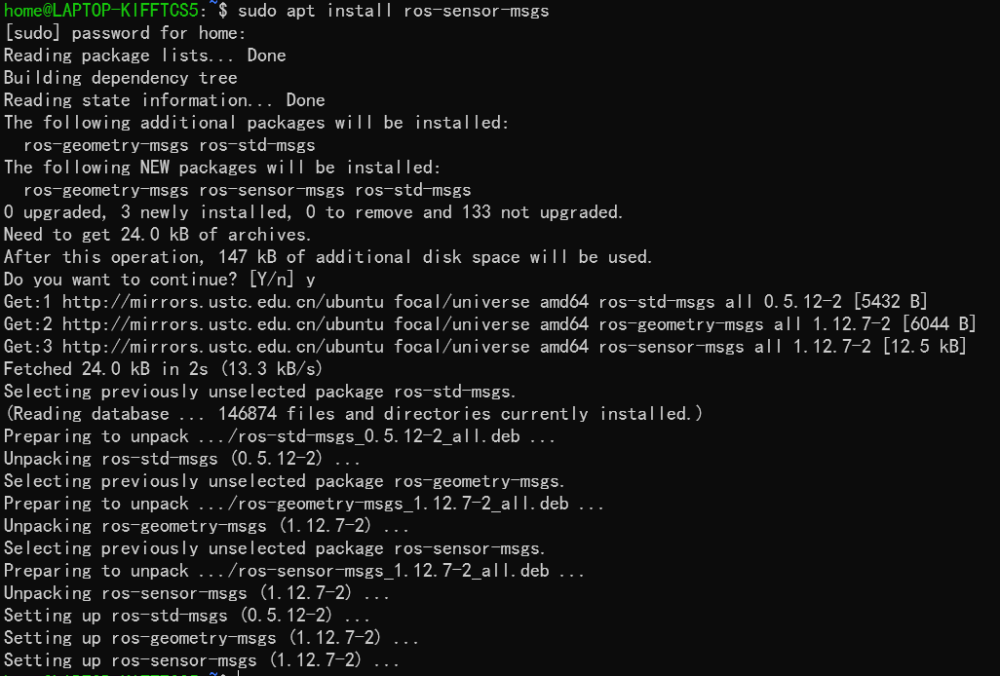 home@LAPTOP-KIFFTCS5:~$ sudo apt install ros-sensor-msgs
[sudo] password for home:
Reading package lists... Done
Building dependency tree
Reading state information... Done
The following additional packages will be installed:
  ros-geometry-msgs ros-std-msgs
The following NEW packages will be installed:
  ros-geometry-msgs ros-sensor-msgs ros-std-msgs
0 upgraded, 3 newly installed, 0 to remove and 133 not upgraded.
Need to get 24.0 kB of archives.
After this operation, 147 kB of additional disk space will be used.
Do you want to continue? [Y/n] y
Get:1 http://mirrors.ustc.edu.cn/ubuntu focal/universe amd64 ros-std-msgs all 0.5.12-2 [5432 B]
Get:2 http://mirrors.ustc.edu.cn/ubuntu focal/universe amd64 ros-geometry-msgs all 1.12.7-2 [6044 B]
Get:3 http://mirrors.ustc.edu.cn/ubuntu focal/universe amd64 ros-sensor-msgs all 1.12.7-2 [12.5 kB]
Fetched 24.0 kB in 2s (13.3 kB/s)
Selecting previously unselected package ros-std-msgs.
(Reading database ... 146874 files and directories currently installed.)
Preparing to unpack .../ros-std-msgs_0.5.12-2_all.deb ...
Unpacking ros-std-msgs (0.5.12-2) ...
Selecting previously unselected package ros-geometry-msgs.
Preparing to unpack .../ros-geometry-msgs_1.12.7-2_all.deb ...
Unpacking ros-geometry-msgs (1.12.7-2) ...
Selecting previously unselected package ros-sensor-msgs.
Preparing to unpack .../ros-sensor-msgs_1.12.7-2_all.deb ...
Unpacking ros-sensor-msgs (1.12.7-2) ...
Setting up ros-std-msgs (0.5.12-2) ...
Setting up ros-geometry-msgs (1.12.7-2) ...
Setting up ros-sensor-msgs (1.12.7-2) ...